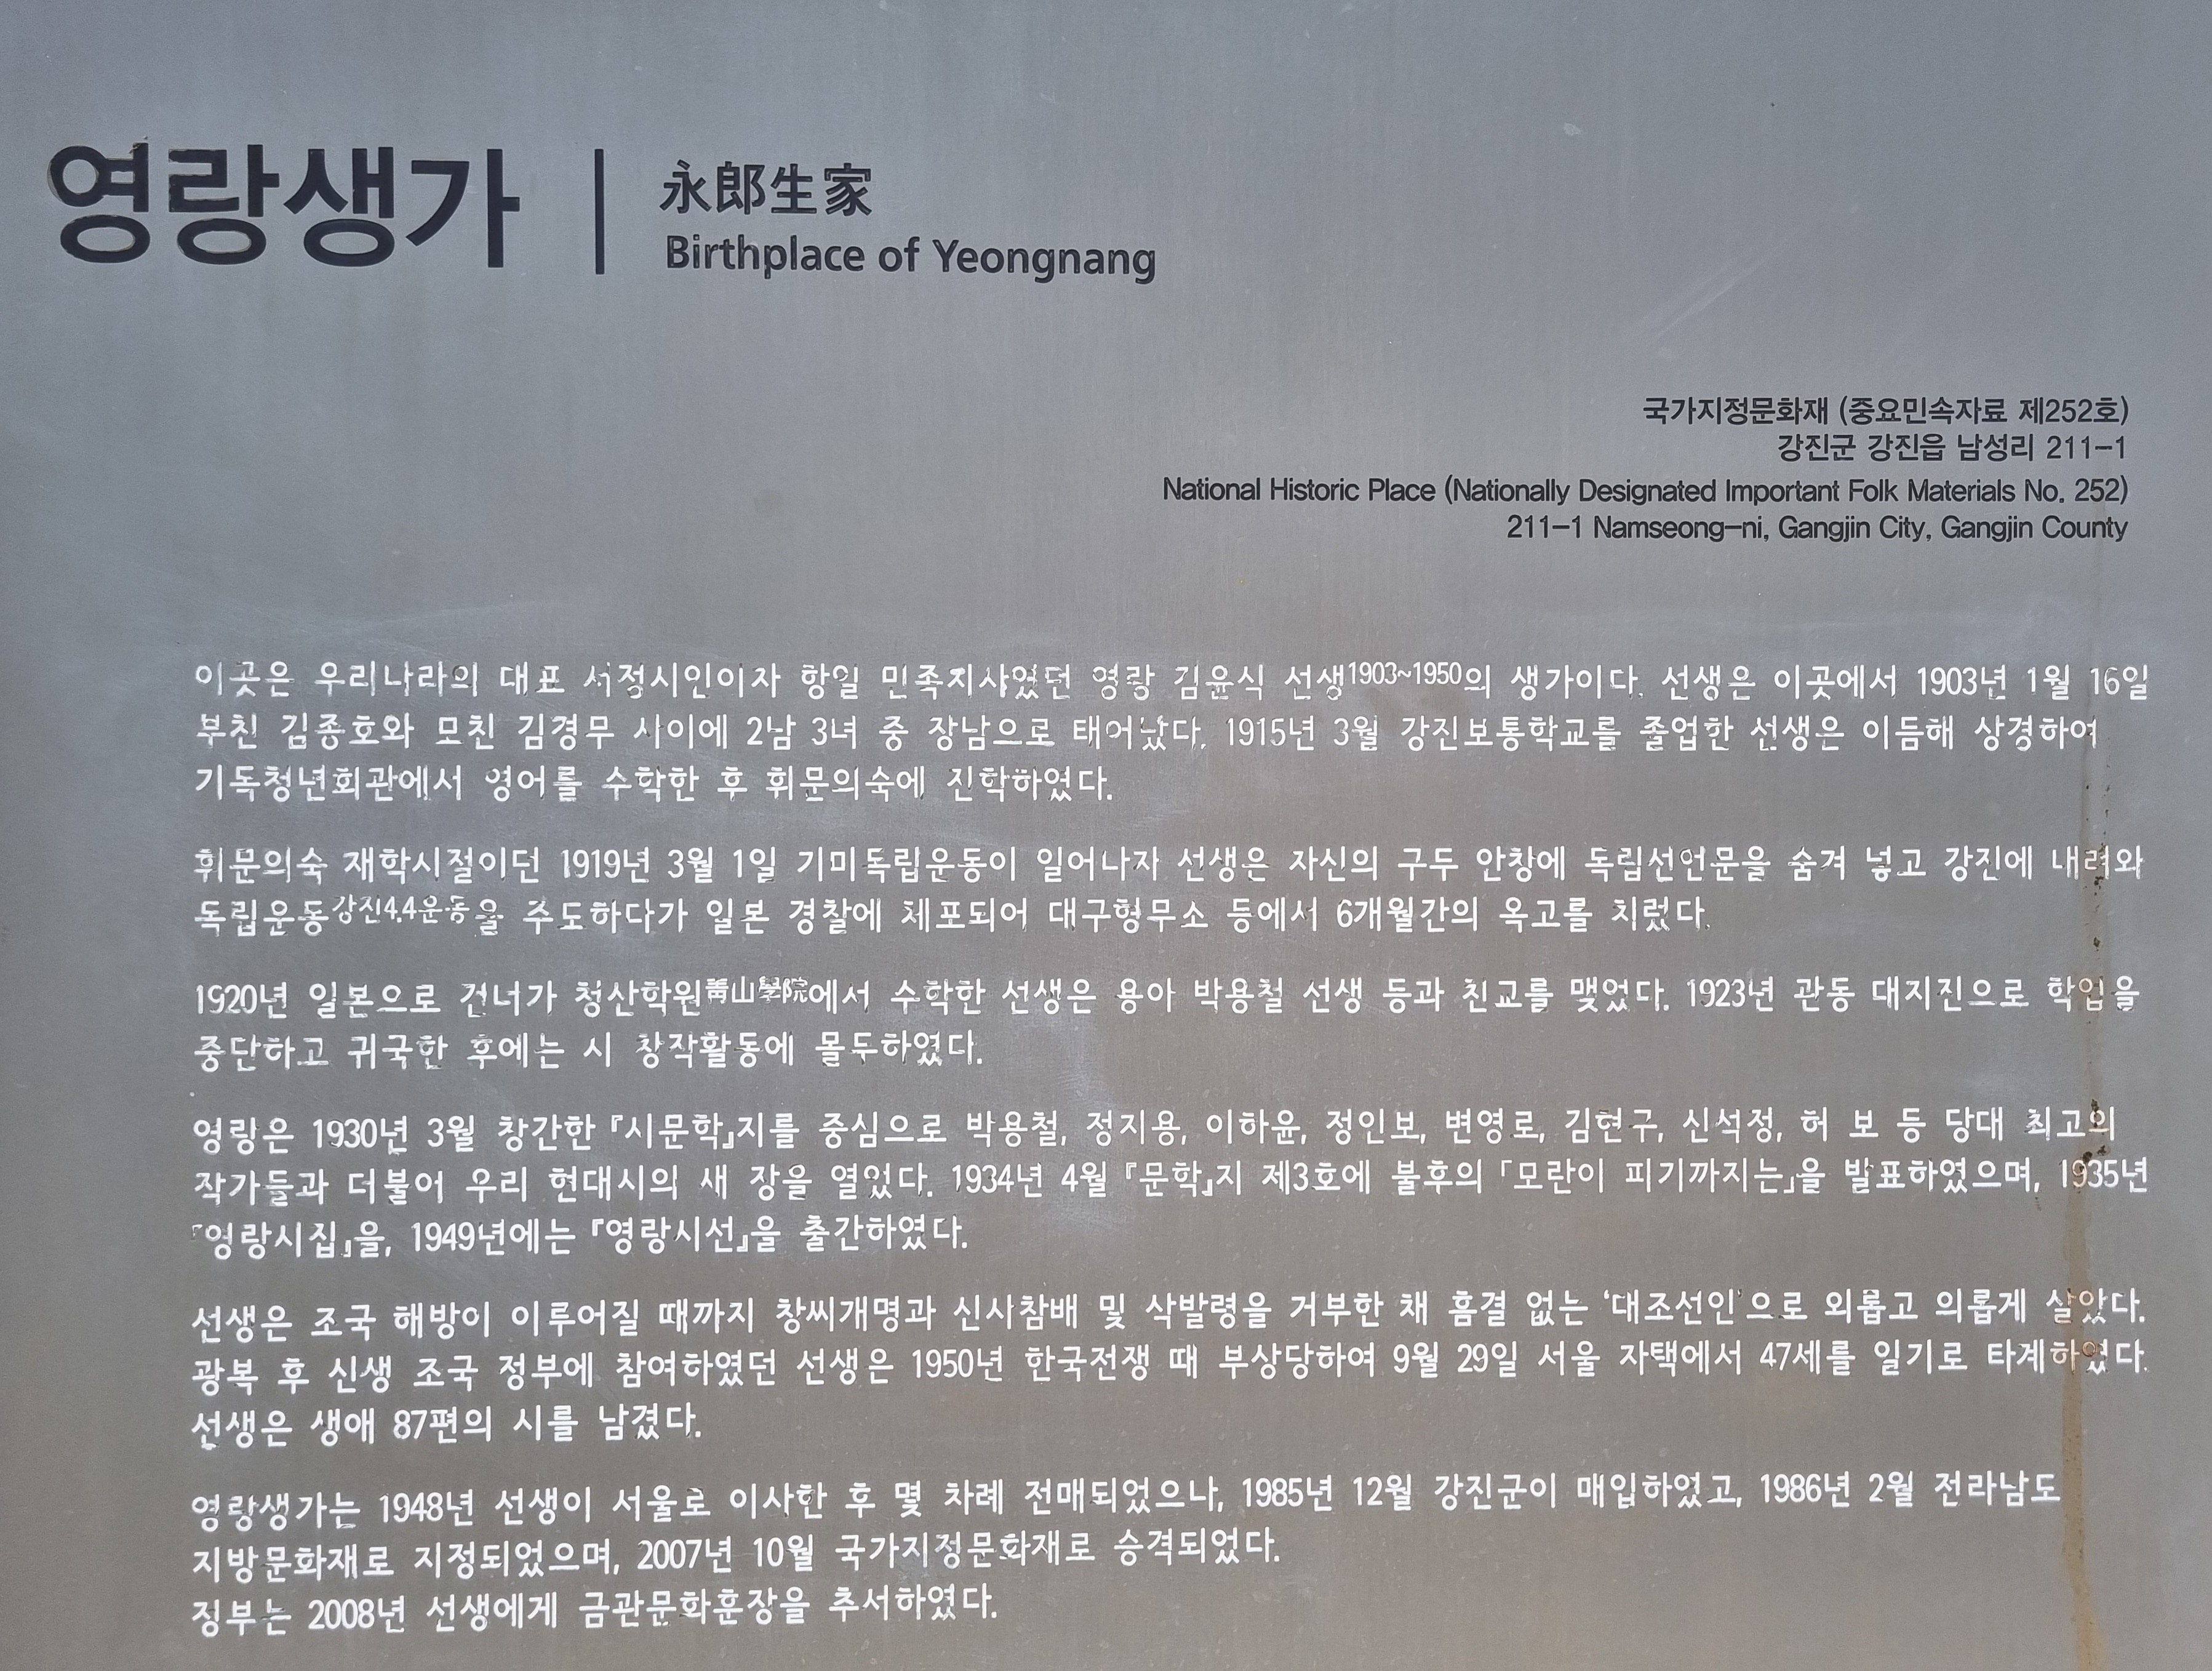 영랑생가
永郎生家
Birthplace of Yeongnang
국가지정문화재 (중요민속자료 제252호)
강진군 강진읍 남성리 211-1
National Historic Place (Nationally Designated Important Folk Materials No. 252)
211-1 Namseong-ni, Gangjin City, Gangjin County
이곳은 우리나라의 대표 서정시인이자 항일 민족지사였던 영랑 김윤식 선생1903~1950의 생가이다. 선생은 이곳에서 1903년 1월 16일
부친 김종호와 모친 김경무 사이에 2남 3녀 중 장남으로 태어났다. 1915년 3월 강진보통학교를 졸업한 선생은 이듬해 상경하여
기독청년회관에서 영어를 수학한 후 휘문의숙에 진학하였다.
휘문의숙 재학시절이던 1919년 3월 1일 기미독립운동이 일어나자 선생은 자신의 구두 안창에 독립선언문을 숨겨 넣고 강진에 내려와
독립운동강진4.4운동을 주도하다가 일본 경찰에 체포되어 대구형무소 등에서 6개월간의 옥고를 치렀다.
1920년 일본으로 건너가 청산학원靑山學院에서 수학한 선생은 용아 박용철 선생 등과 친교를 맺었다. 1923년 관동 대지진으로 학업을
중단하고 귀국한 후에는 시 창작활동에 몰두하였다.
영랑은 1930년 3월 창간한 『시문학』지를 중심으로 박용철, 정지용, 이하윤, 정인보, 변영로, 김현구, 신석정, 허 보 등 당대 최고의
작가들과 더불어 우리 현대시의 새 장을 열었다. 1934년 4월 『문학』지 제3호에 불후의 「모란이 피기까지는」을 발표하였으며, 1935년
『영랑시집』을, 1949년에는 『영랑시선』을 출간하였다.
선생은 조국 해방이 이루어질 때까지 창씨개명과 신사참배 및 삭발령을 거부한 채 흠결 없는 '대조선인'으로 외롭고 의롭게 살았다.
광복 후 신생 조국 정부에 참여하였던 선생은 1950년 한국전쟁 때 부상당하여 9월 29일 서울 자택에서 47세를 일기로 타계하였다.
선생은 생애 87편의 시를 남겼다.
영랑생가는 1948년 선생이 서울로 이사한 후 몇 차례 전매되었으나, 1985년 12월 강진군이 매입하였고, 1986년 2월 전라남도
지방문화재로 지정되었으며, 2007년 10월 국가지정문화재로 승격되었다.
정부는 2008년 선생에게 금관문화훈장을 추서하였다.